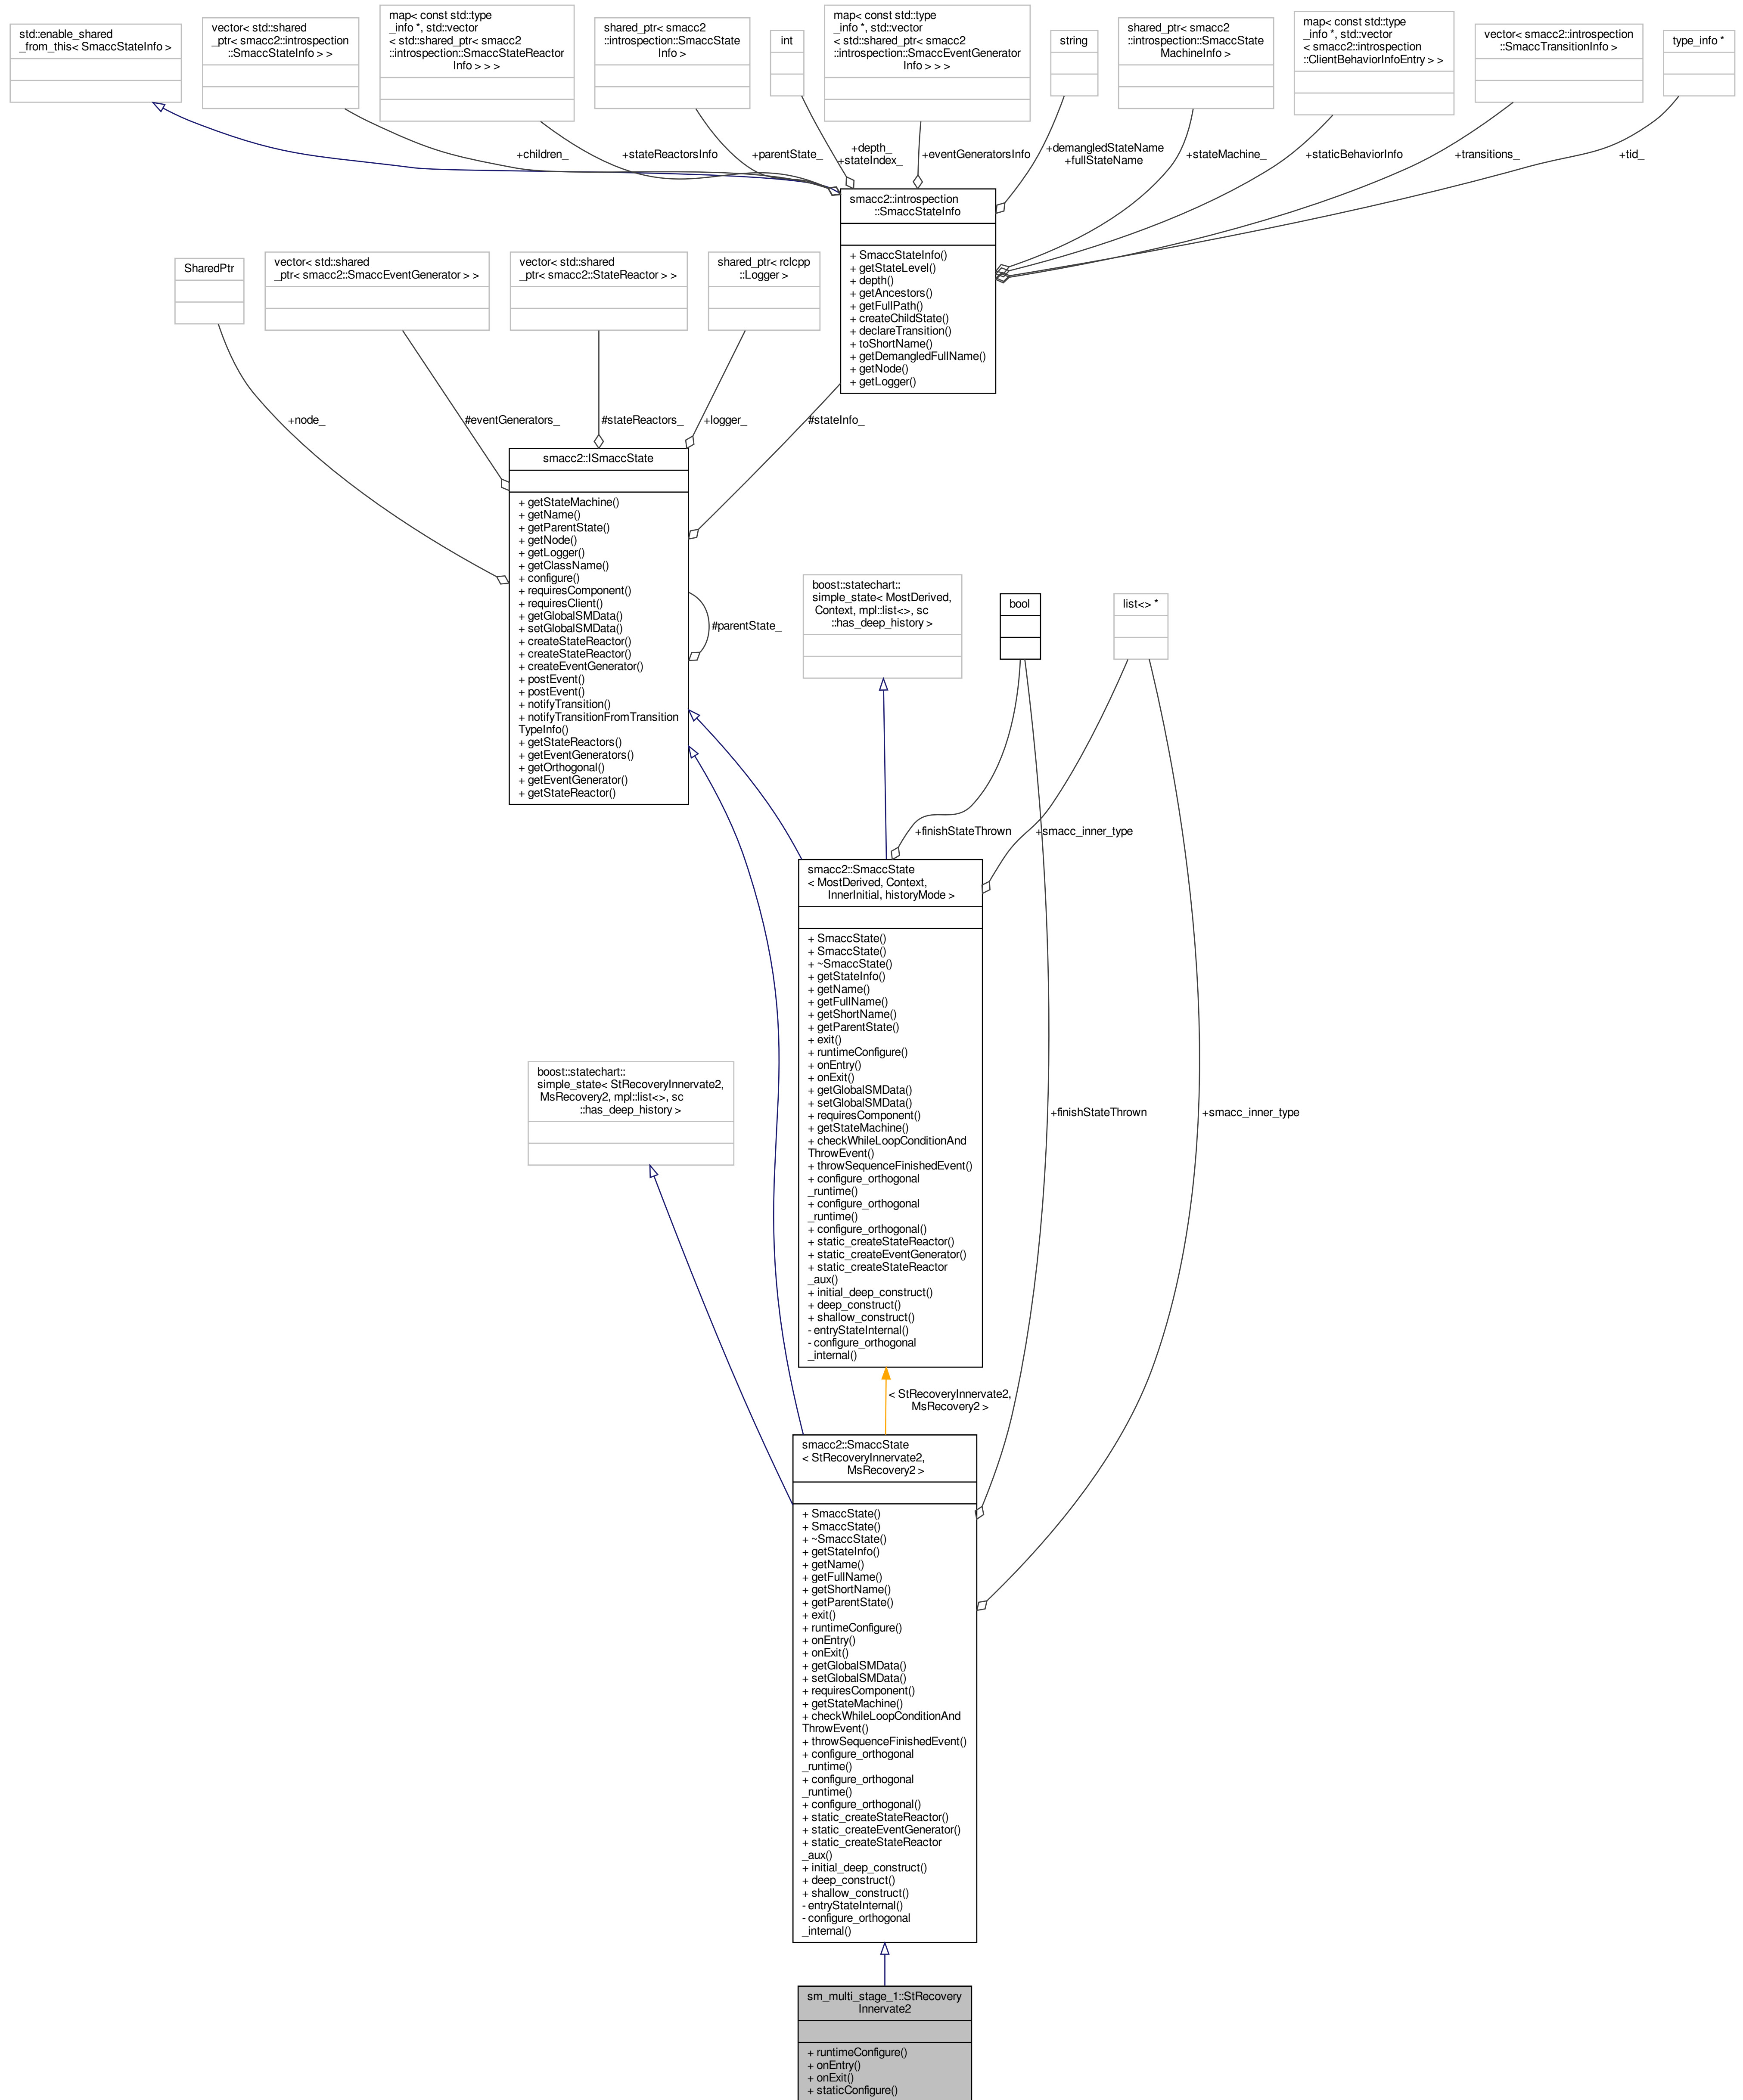 std::enable_shared
_from_this< SmaccStateInfo >
vector< std::shared
_ptr< smacc2::introspection
::SmaccStateInfo > >
map< const std::type
_info *, std::vector
< std::shared_ptr< smacc2
::introspection::SmaccStateReactor
Info > > >
shared_ptr< smacc2
::introspection::SmaccState
Info >
int
map< const std::type
_info *, std::vector
< std::shared_ptr< smacc2
::introspection::SmaccEventGenerator
Info > > >
string
shared_ptr< smacc2
::introspection::SmaccState
MachineInfo >
map< const std::type
_info *, std::vector
< smacc2::introspection
::ClientBehaviorInfoEntry > >
vector< smacc2::introspection
::SmaccTransitionInfo >
type_info *
+children_
+stateReactorsInfo
+parentState_
+depth_
+stateIndex_
+eventGeneratorsInfo
+demangledStateName
+fullStateName
+stateMachine_
+staticBehaviorInfo
+transitions_
+tid_
smacc2::introspection
::SmaccStateInfo
+ SmaccStateInfo()
+ getStateLevel()
+ depth()
+ getAncestors()
+ getFullPath()
+ createChildState()
+ declareTransition()
+ toShortName()
+ getDemangledFullName()
+ getNode()
+ getLogger()
SharedPtr
vector< std::shared
_ptr< smacc2::SmaccEventGenerator > >
vector< std::shared
_ptr< smacc2::StateReactor > >
shared_ptr< rclcpp
::Logger >
+node_
#eventGenerators_
#stateReactors_
+logger_
#stateInfo_
smacc2::ISmaccState
+ getStateMachine()
+ getName()
+ getParentState()
+ getNode()
+ getLogger()
+ getClassName()
+ configure()
+ requiresComponent()
+ requiresClient()
+ getGlobalSMData()
+ setGlobalSMData()
+ createStateReactor()
+ createStateReactor()
+ createEventGenerator()
+ postEvent()
+ postEvent()
+ notifyTransition()
+ notifyTransitionFromTransition
TypeInfo()
+ getStateReactors()
+ getEventGenerators()
+ getOrthogonal()
+ getEventGenerator()
+ getStateReactor()
#parentState_
boost::statechart::
simple_state< MostDerived,
Context, mpl::list<>, sc
::has_deep_history >
bool
list<> *
+finishStateThrown
+smacc_inner_type
smacc2::SmaccState
< MostDerived, Context,
InnerInitial, historyMode >
+ SmaccState()
+ SmaccState()
+ ~SmaccState()
+ getStateInfo()
+ getName()
+ getFullName()
+ getShortName()
+ getParentState()
+ exit()
+ runtimeConfigure()
+ onEntry()
+ onExit()
+ getGlobalSMData()
+ setGlobalSMData()
+ requiresComponent()
+ getStateMachine()
+ checkWhileLoopConditionAnd
ThrowEvent()
+ throwSequenceFinishedEvent()
+ configure_orthogonal
_runtime()
+ configure_orthogonal
_runtime()
+ configure_orthogonal()
+ static_createStateReactor()
+ static_createEventGenerator()
+ static_createStateReactor
_aux()
+ initial_deep_construct()
+ deep_construct()
+ shallow_construct()
- entryStateInternal()
- configure_orthogonal
_internal()
boost::statechart::
simple_state< StRecoveryInnervate2,
MsRecovery2, mpl::list<>, sc
::has_deep_history >
+finishStateThrown
+smacc_inner_type
< StRecoveryInnervate2,
MsRecovery2 >
smacc2::SmaccState
< StRecoveryInnervate2,
MsRecovery2 >
+ SmaccState()
+ SmaccState()
+ ~SmaccState()
+ getStateInfo()
+ getName()
+ getFullName()
+ getShortName()
+ getParentState()
+ exit()
+ runtimeConfigure()
+ onEntry()
+ onExit()
+ getGlobalSMData()
+ setGlobalSMData()
+ requiresComponent()
+ getStateMachine()
+ checkWhileLoopConditionAnd
ThrowEvent()
+ throwSequenceFinishedEvent()
+ configure_orthogonal
_runtime()
+ configure_orthogonal
_runtime()
+ configure_orthogonal()
+ static_createStateReactor()
+ static_createEventGenerator()
+ static_createStateReactor
_aux()
+ initial_deep_construct()
+ deep_construct()
+ shallow_construct()
- entryStateInternal()
- configure_orthogonal
_internal()
sm_multi_stage_1::StRecovery
Innervate2
+ runtimeConfigure()
+ onEntry()
+ onExit()
+ staticConfigure()